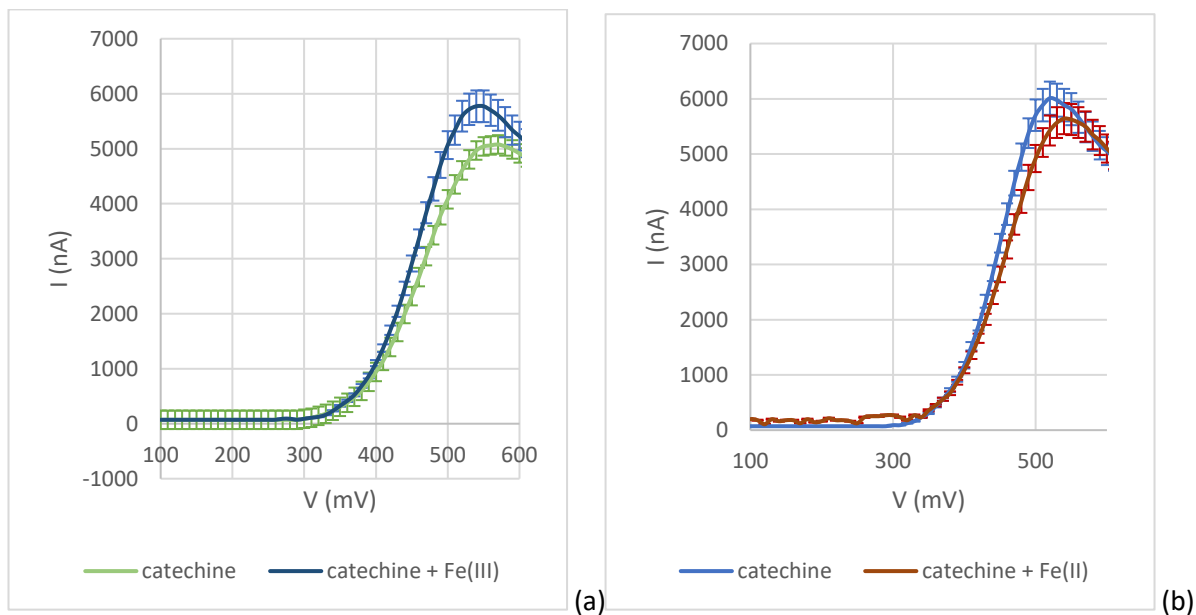 7000
6000
5000
4000
3000
2000
1000
0
-1000
I (nA)
100 200 300 400 500 600
V (mV)
catechine catechine + Fe(III)
(a)
7000
6000
5000
4000
3000
2000
1000
0
I (nA)
100 300 500
V (mV)
catechine catechine + Fe(II)
(b)